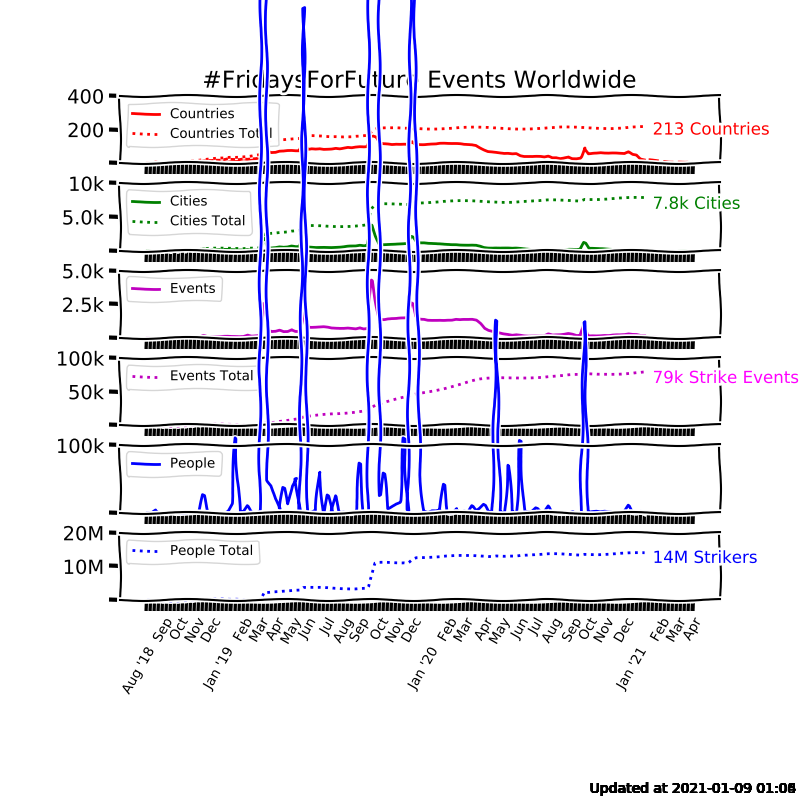 #FridaysForFuture Events Worldwide
400
200
Countries
Countries Total
213 Countries
10k
5.0k
Cities
Cities Total
7.8k Cities
5.0k
2.5k
Events
100k
50k
Events Total
79k Strike Events
100k
People
20M
10M
People Total
14M Strikers
Aug '18 Sep Oct Nov Dec Jan '19 Feb Mar Apr May Jun Jul Aug Sep Oct Nov Dec Jan '20 Feb Mar Apr May Jun Jul Aug Sep Oct Nov Dec Jan '21 Feb Mar Apr
Updated at 2021-01-09